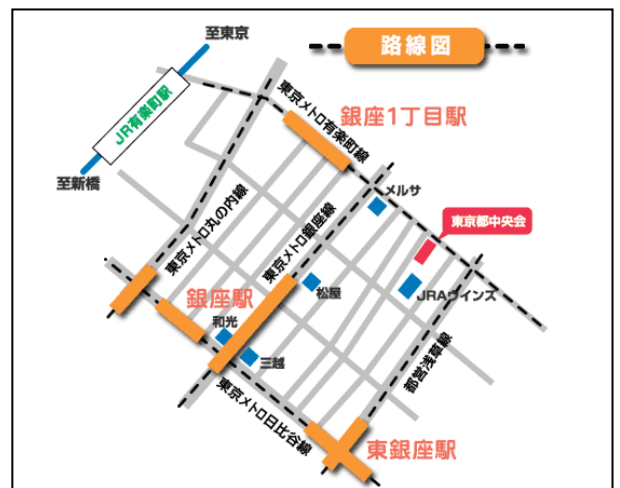 路線図
至東京
JR有楽町駅
至新橋
東京メトロ有楽町線
銀座1丁目駅
メルサ
東京都中央会
東京メトロ丸の内線
東京メトロ銀座線
銀座駅
松屋
JRAウインズ
和光
三越
都営浅草線
東京メトロ日比谷線
東銀座駅